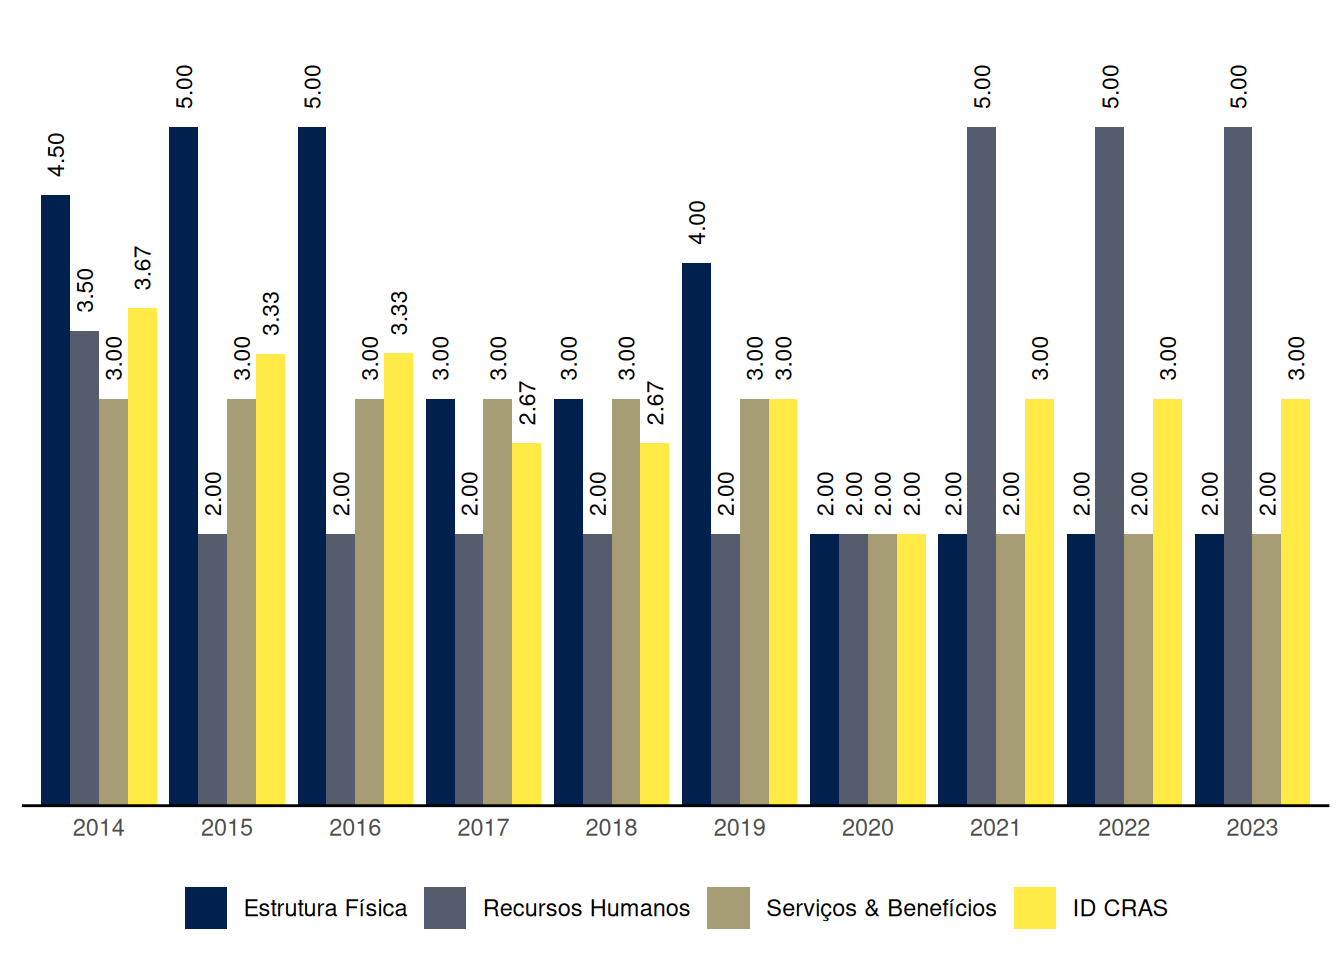 4.50 3.50 3.00 3.67 5.00 2.00 3.00 3.33 5.00 2.00 3.00 3.33 3.00 2.00 3.00 2.67 3.00 2.00 3.00 2.67 4.00 2.00 3.00 3.00 2.00 2.00 2.00 2.00 2.00 5.00 2.00 3.00 2.00 5.00 2.00 3.00 2.00 5.00 2.00 3.00
2014 2015 2016 2017 2018 2019 2020 2021 2022 2023
Estrutura Física Recursos Humanos Serviços & Benefícios ID CRAS